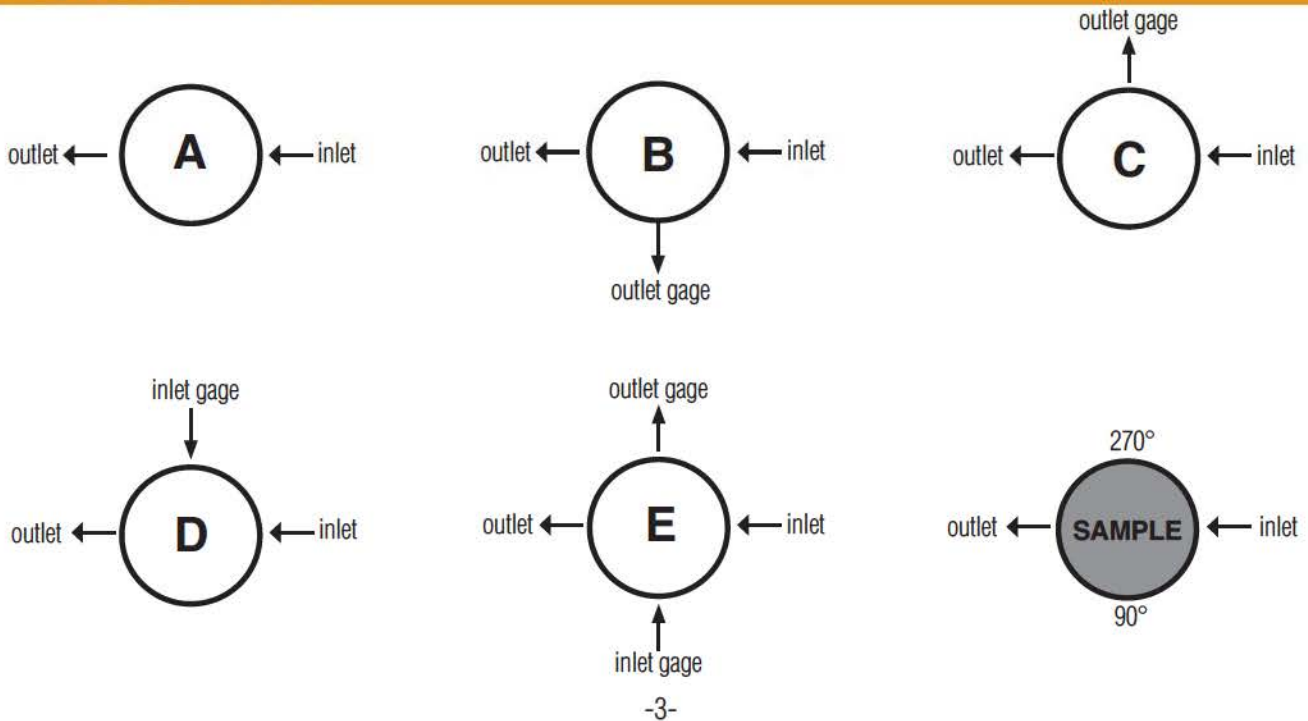 outlet gage
outlet A inlet
outlet B inlet
outlet C inlet
outlet gage
inlet gage
outlet gage
270°
outlet D inlet
outlet E inlet
outlet SAMPLE inlet
90°
inlet gage
-3-